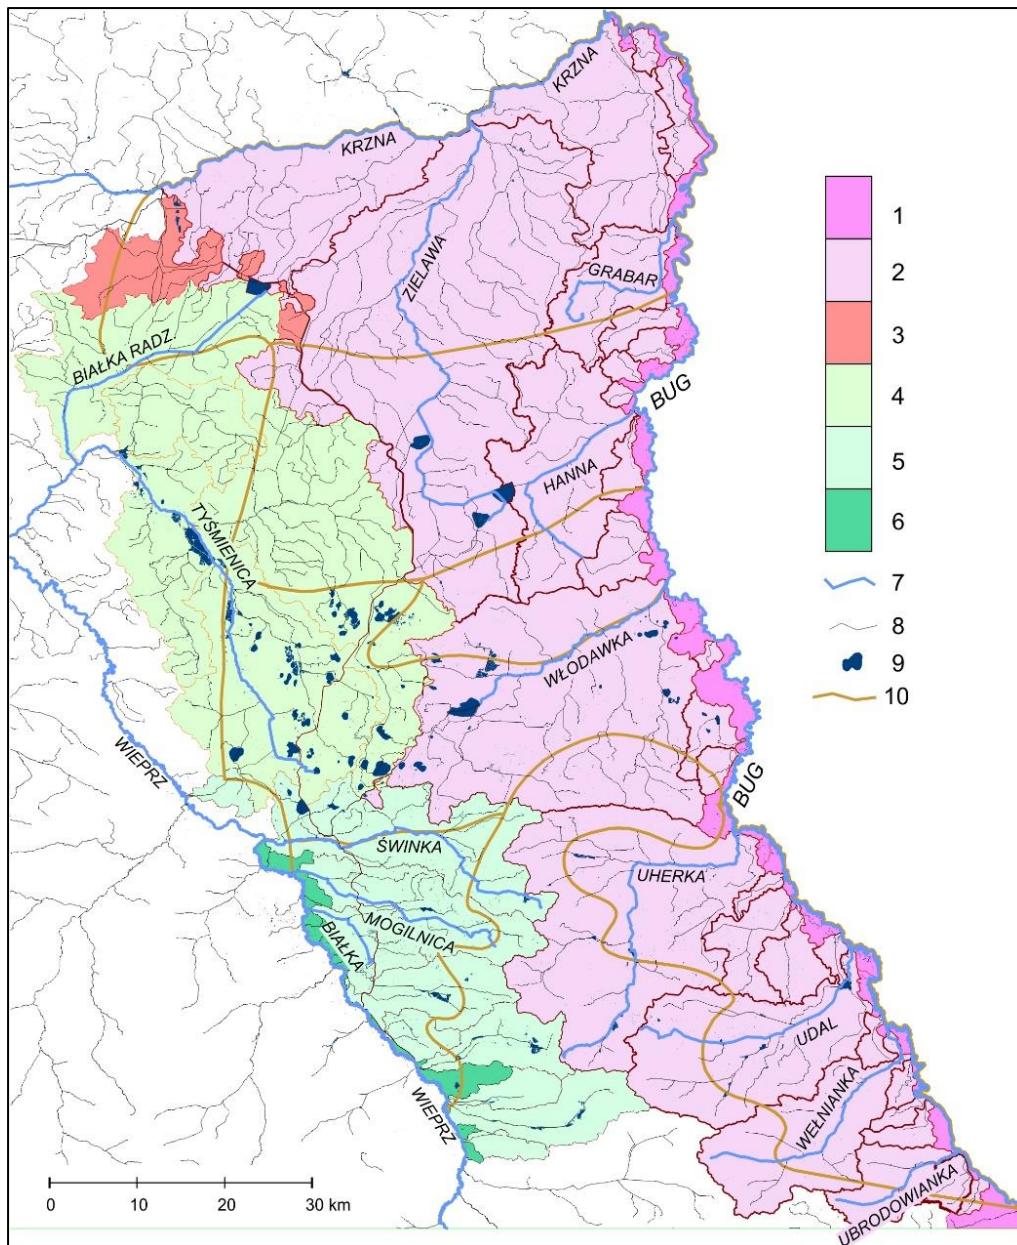 KRZNA
KRZNA
ZIELAWA
GRABAR
BIAŁKA RADZ.
BUG
HANNA
TYŚMIENICA
WŁODAWKA
WIEPRZ
BUG
ŚWINKA
UHERKA
MOGILNICA
BIAŁKA
UDAL
WEŁNIANKA
WIEPRZ
UBRODOWIANKA
1
2
3
4
5
6
7
8
9
10
0 10 20 30 km